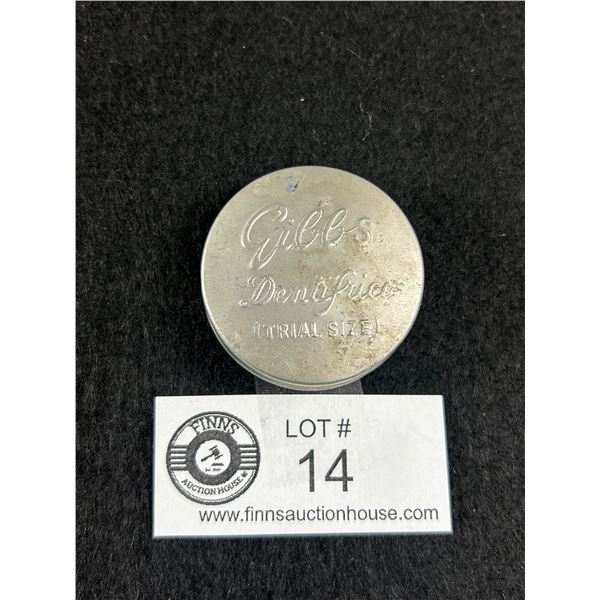 Gibbs
Dentifrice
(TRIAL SIZE)
FINNS
AUCTION HOUSE
LOT #
14
www.finnsauctionhouse.com